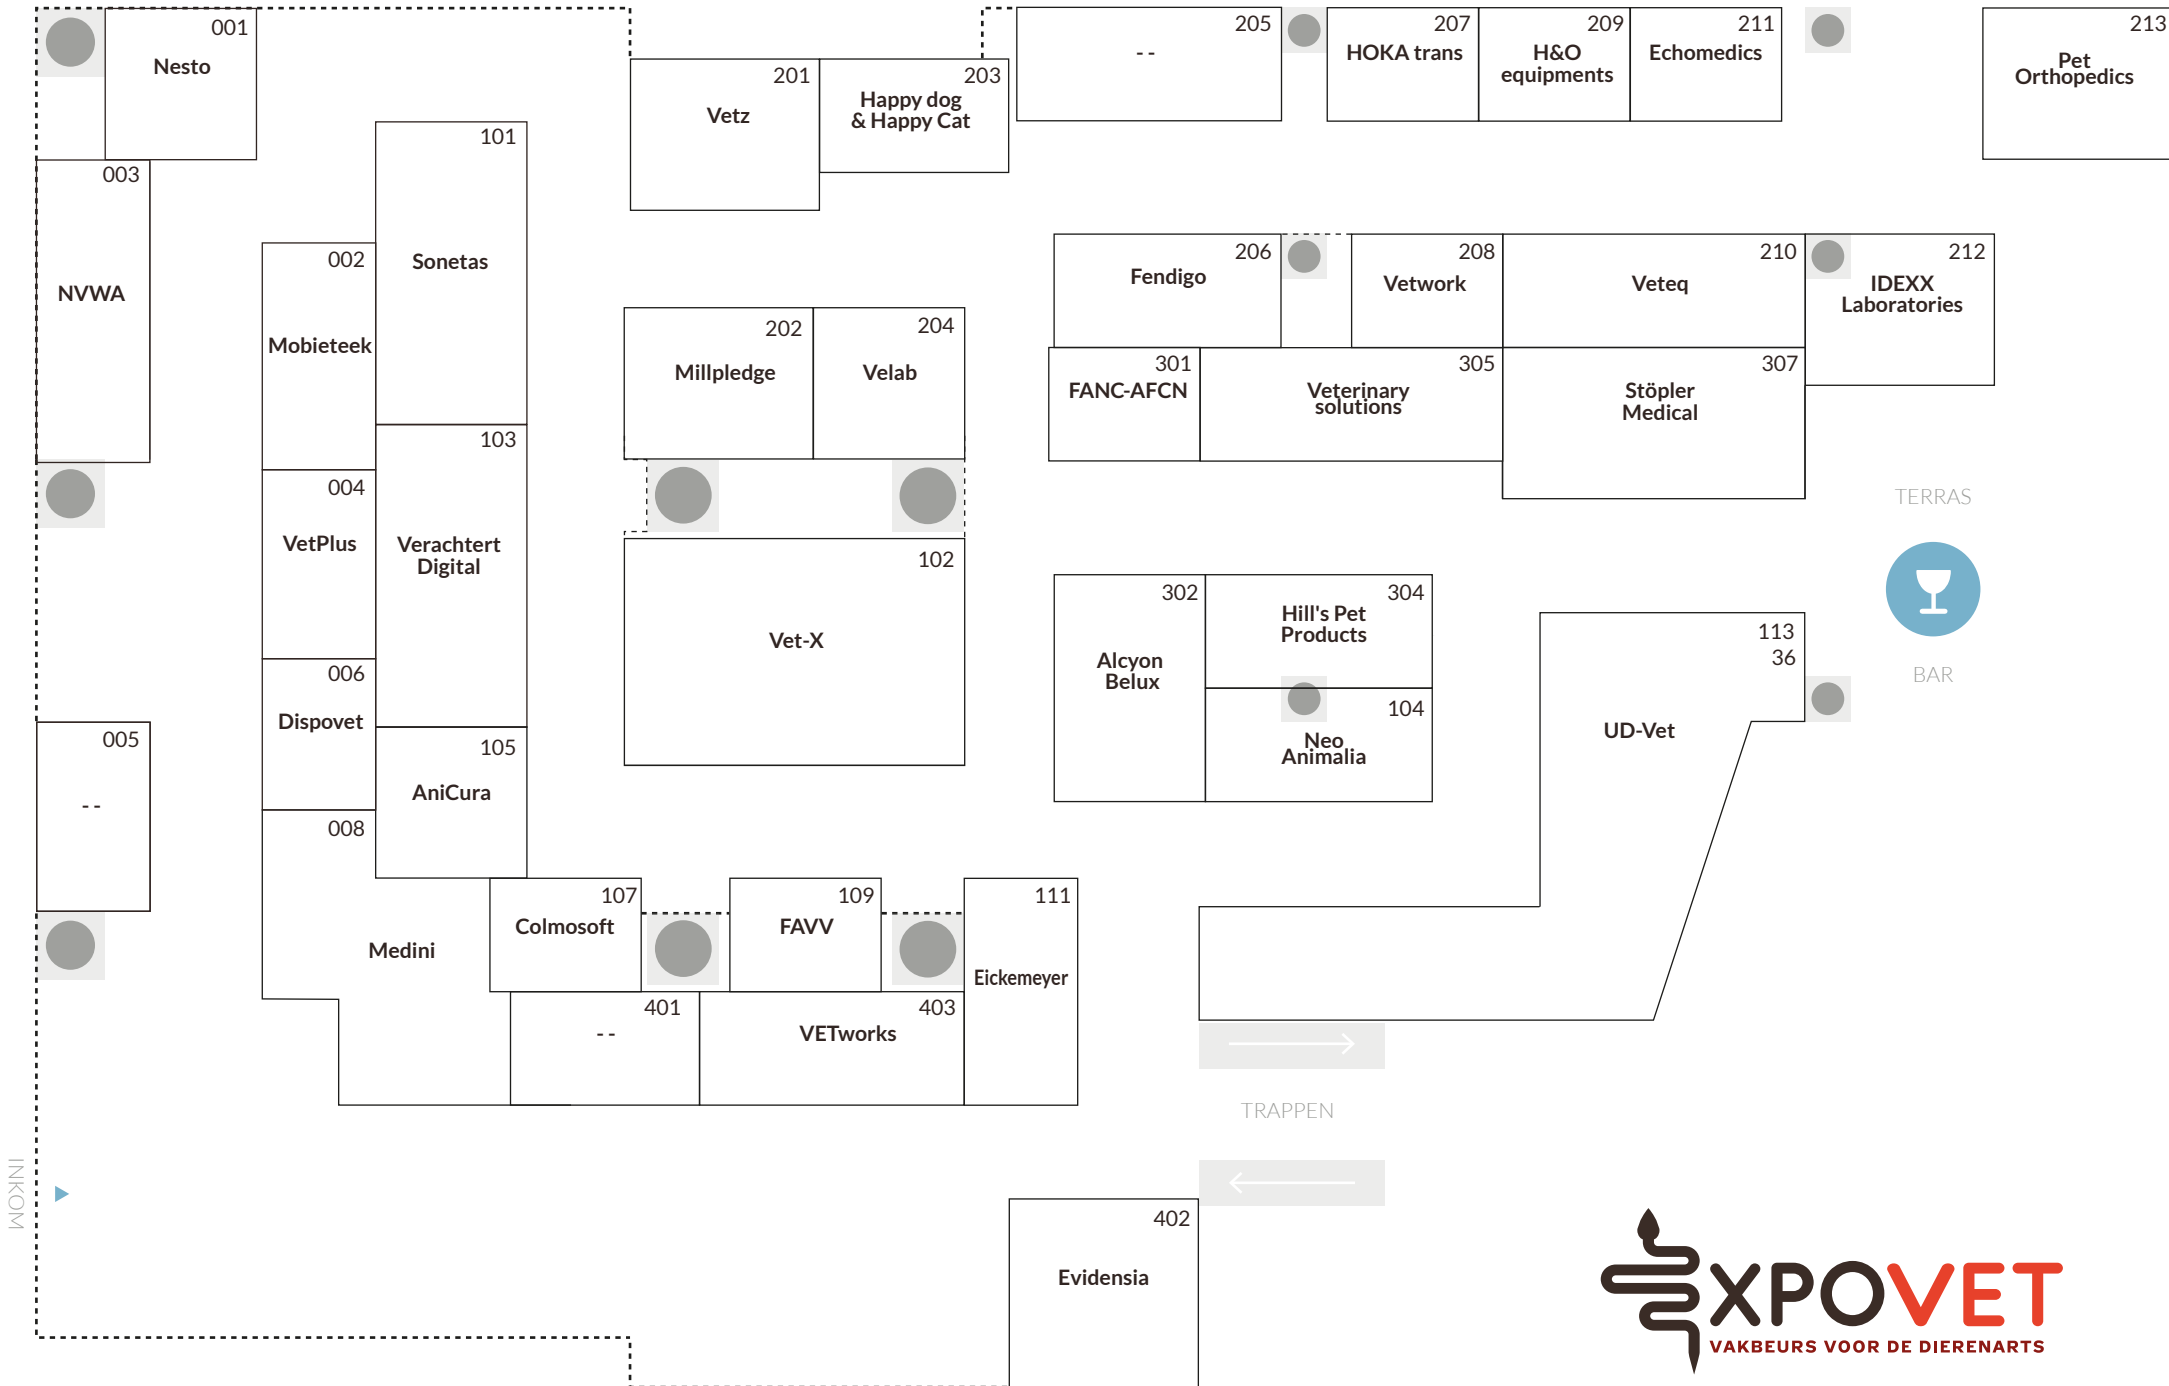 001
Nesto
003
NVWA
005
- -
002
Mobieteek
004
VetPlus
006
Dispovet
008
Medini
101
Sonetas
103
Verachtert
Digital
105
AniCura
107
Colmosoft
109
FAVV
111
Eickemeyer
401
- -
403
VETworks
201
Vetz
203
Happy dog
& Happy Cat
205
- -
207
HOKA trans
209
H&O
equipments
211
Echomedics
213
Pet
Orthopedics
202
Millpledge
204
Velab
102
Vet-X
206
Fendigo
208
Vetwork
210
Veteq
212
IDEXX
Laboratories
301
FANC-AFCN
305
Veterinary
solutions
307
Stöpler
Medical
302
Alcyon
Belux
304
Hill's Pet
Products
104
Neo
Animalia
113
36
UD-Vet
TERRAS
BAR
TRAPPEN
402
Evidensia
INKOM
EXPOVET
VAKBEURS VOOR DE DIERENARTS